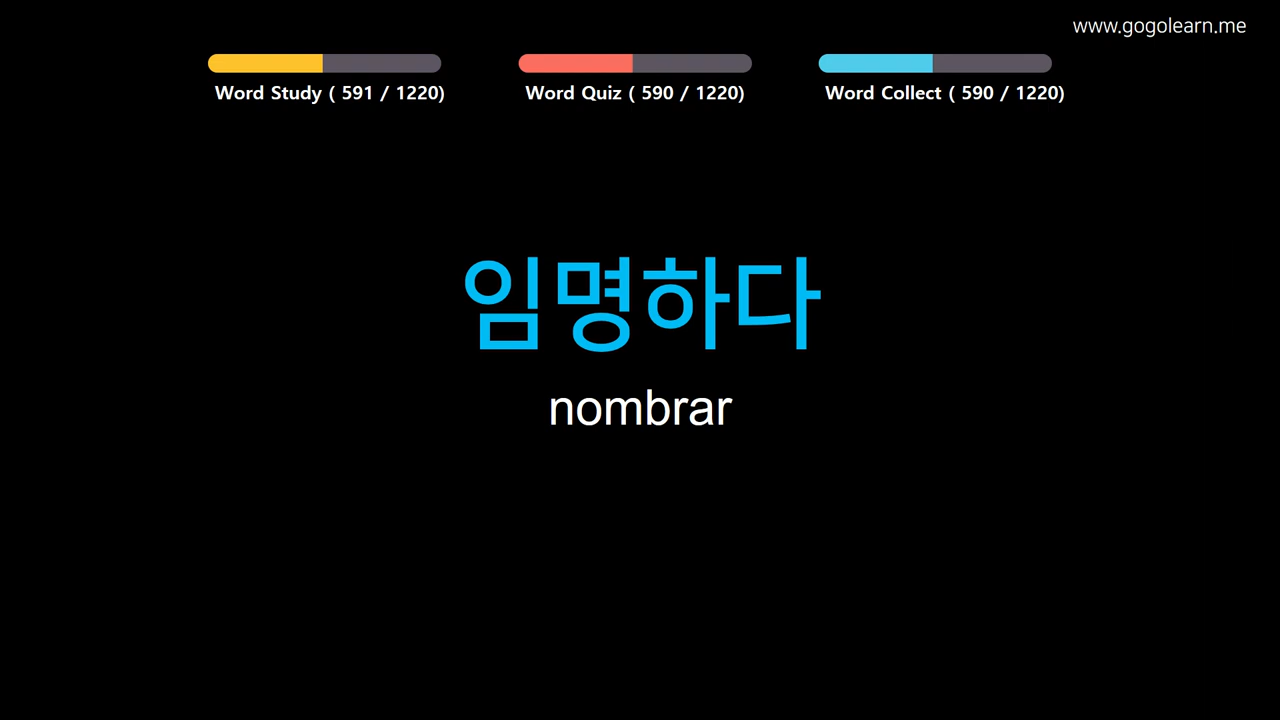 www.gogolearn.me
Word Study ( 591 / 1220)
Word Quiz ( 590 / 1220)
Word Collect ( 590 / 1220)
임명하다
nombrar